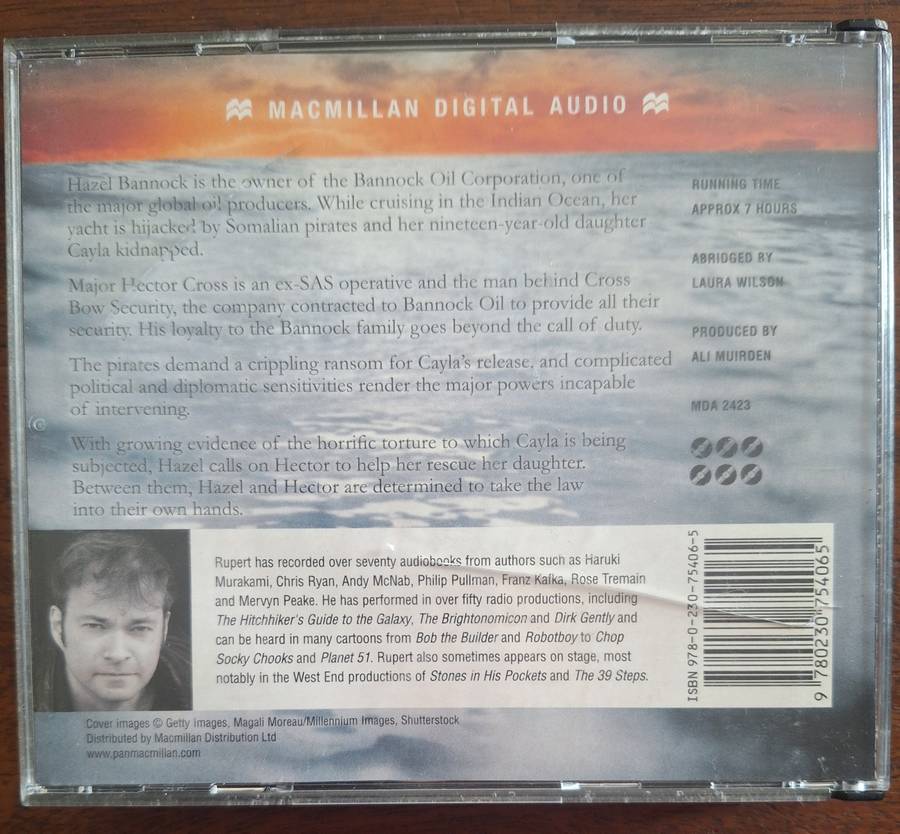 MACMILLAN DIGITAL AUDIO
Hazel Bannock is the owner of the Bannock Oil Corporation, one of
the major global oil producers. While cruising in the Indian Ocean, her
yacht is hijacked by Somalian pirates and her nineteen-year-old daughter
Cayla kidnapped.
Major Hector Cross is an ex-SAS operative and the man behind Cross
Bow Security, the company contracted to Bannock Oil to provide all their
security. His loyalty to the Bannock family goes beyond the call of duty.
The pirates demand a crippling ransom for Cayla's release, and complicated
political and diplomatic sensitivities render the major powers incapable
of intervening.
With growing evidence of the horrific torture to which Cayla is being
subjected, Hazel calls on Hector to help her rescue her daughter.
Between them, Hazel and Hector are determined to take the law
into their own hands.
RUNNING TIME
APPROX 7 HOURS
ABRIDGED BY
LAURA WILSON
PRODUCED BY
ALI MUIRDEN
MDA 2423
Rupert has recorded over seventy audiobooks from authors such as Haruki
Murakami, Chris Ryan, Andy McNab, Philip Pullman, Franz Kafka, Rose Tremain
and Mervyn Peake. He has performed in over fifty radio productions, including
The Hitchhiker's Guide to the Galaxy, The Brightonomicon and Dirk Gently and
can be heard in many cartoons from Bob the Builder and Robotboy to Chop
Socky Chooks and Planet 51. Rupert also sometimes appears on stage, most
notably in the West End productions of Stones in His Pockets and The 39 Steps.
ISBN 978-0-230-75406-5
9 780230 754065
Cover images © Getty Images, Magali Moreau/Millennium Images, Shutterstock
Distributed by Macmillan Distribution Ltd
www.panmacmillan.com